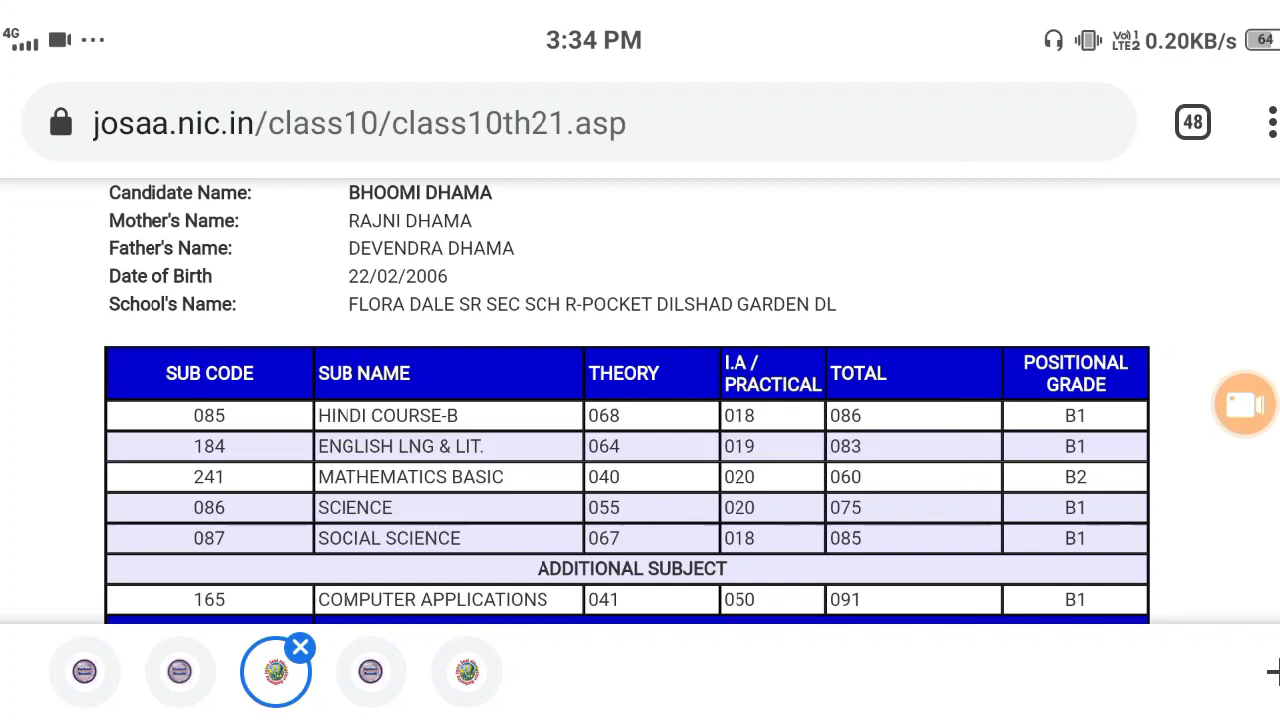 4G 3:34 PM Vo) 1 LTE2 0.20KB/s 64
josaa.nic.in/class10/class10th21.asp 48
Candidate Name: BHOOMI DHAMA
Mother's Name: RAJNI DHAMA
Father's Name: DEVENDRA DHAMA
Date of Birth 22/02/2006
School's Name: FLORA DALE SR SEC SCH R-POCKET DILSHAD GARDEN DL
SUB CODE SUB NAME THEORY I.A / PRACTICAL TOTAL POSITIONAL GRADE
085 HINDI COURSE-B 068 018 086 B1
184 ENGLISH LNG & LIT. 064 019 083 B1
241 MATHEMATICS BASIC 040 020 060 B2
086 SCIENCE 055 020 075 B1
087 SOCIAL SCIENCE 067 018 085 B1
ADDITIONAL SUBJECT
165 COMPUTER APPLICATIONS 041 050 091 B1